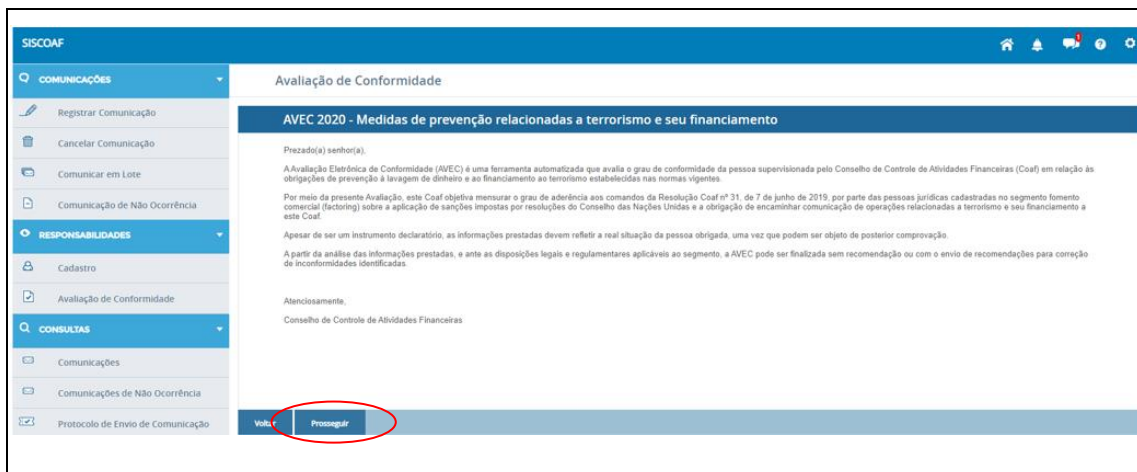 SISCOAF
1
COMUNICAÇÕES
Registrar Comunicação
Cancelar Comunicação
Comunicar em Lote
Comunicação de Não Ocorrência
RESPONSABILIDADES
Cadastro
Avaliação de Conformidade
CONSULTAS
Comunicações
Comunicações de Não Ocorrência
Protocolo de Envio de Comunicação
Avaliação de Conformidade
AVEC 2020 - Medidas de prevenção relacionadas a terrorismo e seu financiamento
Prezado(a) senhor(a),
A Avaliação Eletrônica de Conformidade (AVEC) é uma ferramenta automatizada que avalia o grau de conformidade da pessoa supervisionada pelo Conselho de Controle de Atividades Financeiras (Coaf) em relação às
obrigações de prevenção à lavagem de dinheiro e ao financiamento ao terrorismo estabelecidas nas normas vigentes.
Por meio da presente Avaliação, este Coaf objetiva mensurar o grau de aderência aos comandos da Resolução Coaf nº 31, de 7 de junho de 2019, por parte das pessoas jurídicas cadastradas no segmento fomento
comercial (factoring) sobre a aplicação de sanções impostas por resoluções do Conselho das Nações Unidas e a obrigação de encaminhar comunicação de operações relacionadas a terrorismo e seu financiamento a
este Coaf.
Apesar de ser um instrumento declaratório, as informações prestadas devem refletir a real situação da pessoa obrigada, uma vez que podem ser objeto de posterior comprovação.
A partir da análise das informações prestadas, e ante as disposições legais e regulamentares aplicáveis ao segmento, a AVEC pode ser finalizada sem recomendação ou com o envio de recomendações para correção
de inconformidades identificadas.
Atenciosamente,
Conselho de Controle de Atividades Financeiras
Voltar
Prosseguir